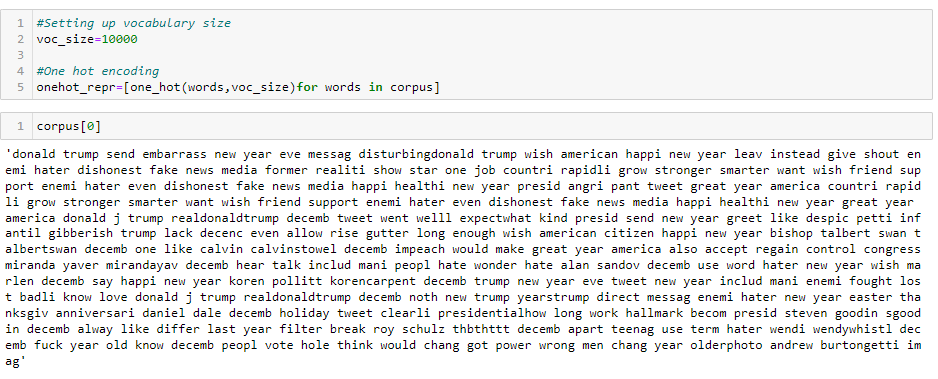 1 #Setting up vocabulary size
2 voc_size=10000
3
4 #One hot encoding
5 onehot_repr=[one_hot(words,voc_size)for words in corpus]
1 corpus[0]
'donald trump send embarrass new year eve messag disturbingdonald trump wish american happi new year leav instead give shout en
emi hater dishonest fake news media former realiti show star one job countri rapidli grow stronger smarter want wish friend sup
port enemi hater even dishonest fake news media happi healthi new year presid angri pant tweet great year america countri rapid
li grow stronger smarter want wish friend support enemi hater even dishonest fake news media happi healthi new year great year
america donald j trump realdonaldtrump decemb tweet went welll expectwhat kind presid send new year greet like despic petti inf
antil gibberish trump lack decenc even allow rise gutter long enough wish american citizen happi new year bishop talbert swan t
albertswan decemb one like calvin calvinstowel decemb impeach would make great year america also accept regain control congress
miranda yaver mirandayav decemb hear talk includ mani peopl hate wonder hate alan sandov decemb use word hater new year wish ma
rlen decemb say happi new year koren pollitt korencarpent decemb trump new year eve tweet new year includ mani enemi fought los
t badli know love donald j trump realdonaldtrump decemb noth new trump yearstrump direct messag enemi hater new year easter tha
nksgiv anniversari daniel dale decemb holiday tweet clearli presidentialhow long work hallmark becom presid steven goodin sgood
in decemb alway like differ last year filter break roy schulz thbthttt decemb apart teenag use term hater wendi wendywhistl dec
emb fuck year old know decemb peopl vote hole think would chang got power wrong men chang year olderphoto andrew burtongetti im
ag'